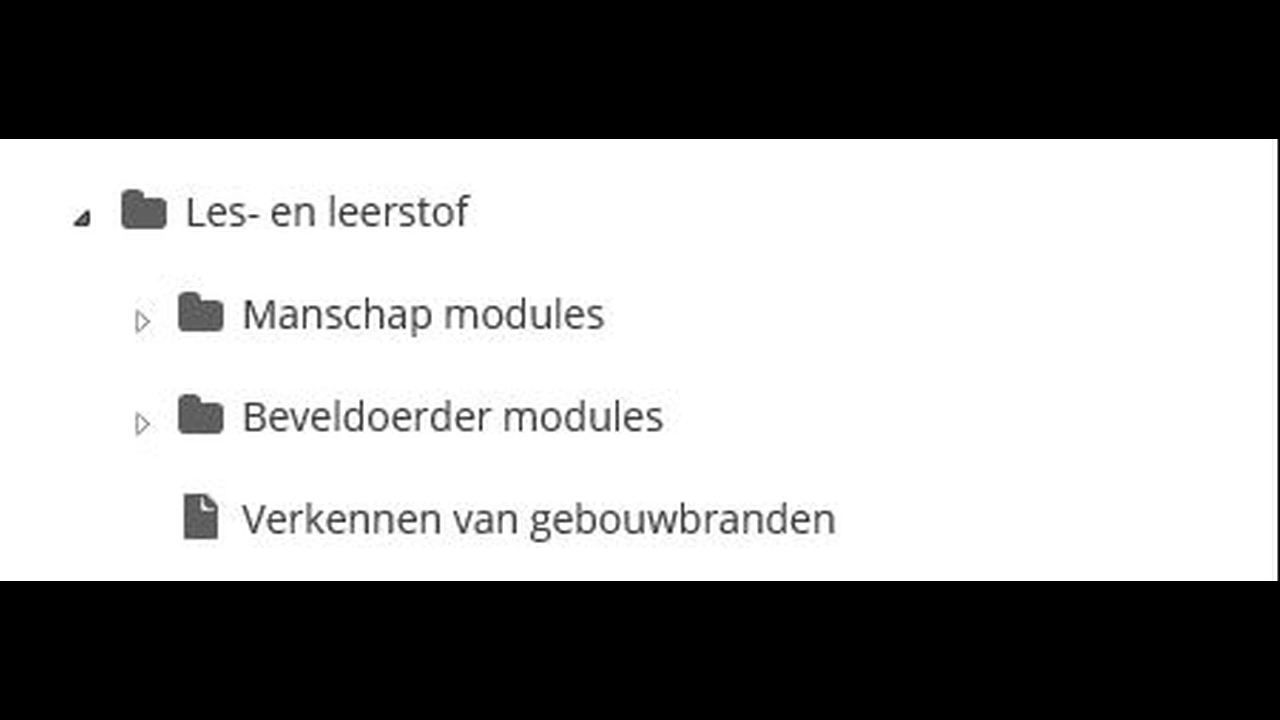 Les- en leerstof
Manschap modules
Beveldoerder modules
Verkennen van gebouwbranden